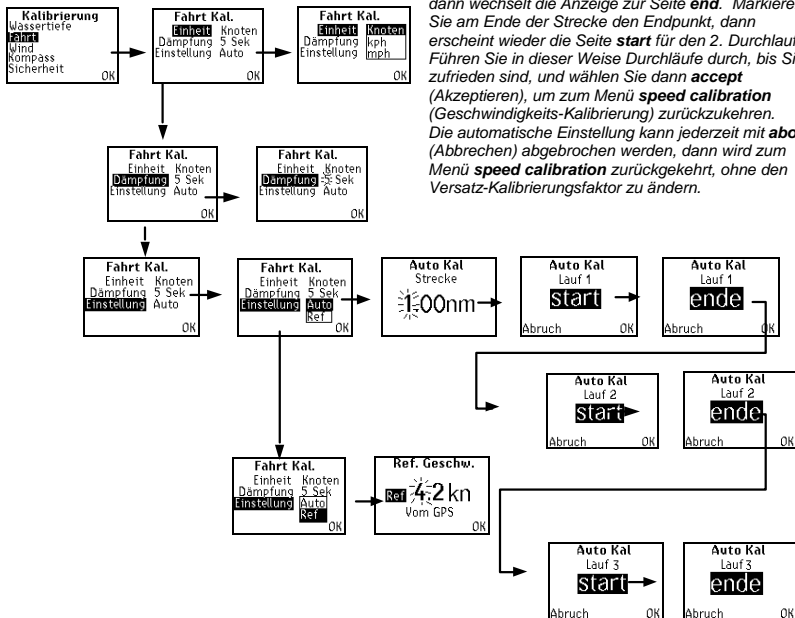 dann wechselt die Anzeige zur Seite end. Markieren
Sie am Ende der Strecke den Endpunkt, dann
erscheint wieder die Seite start für den 2. Durchlauf.
Führen Sie in dieser Weise Durchläufe durch, bis Sie
zufrieden sind, und wählen Sie dann accept
(Akzeptieren), um zum Menü speed calibration
(Geschwindigkeits-Kalibrierung) zurückzukehren.
Die automatische Einstellung kann jederzeit mit abo
(Abbrechen) abgebrochen werden, dann wird zum
Menü speed calibration zurückgekehrt, ohne den
Versatz-Kalibrierungsfaktor zu ändern.
Kalibrierung
Wassertiefe
Fahrt
Wind
Kompass
Sicherheit
OK
Fahrt Kal.
Einheit Knoten
Dämpfung 5 Sek
Einstellung Auto
OK
Fahrt Kal.
Einheit Knoten
Dämpfung kph
Einstellung mph
OK
Fahrt Kal.
Einheit Knoten
Dämpfung 5 Sek
Einstellung Auto
OK
Fahrt Kal.
Einheit Knoten
Dämpfung 5 Sek
Einstellung Auto
OK
Fahrt Kal.
Einheit Knoten
Dämpfung 5 Sek
Einstellung Auto
OK
Fahrt Kal.
Einheit Knoten
Dämpfung 5 Sek
Einstellung Auto
Ref
OK
Auto Kal
Strecke
1.00nm
Auto Kal
Lauf 1
start
Abruch OK
Auto Kal
Lauf 1
ende
Abruch OK
Auto Kal
Lauf 2
start
Abruch OK
Auto Kal
Lauf 2
ende
Abruch OK
Fahrt Kal.
Einheit Knoten
Dämpfung 5 Sek
Einstellung Auto
Ref
OK
Ref. Geschw.
Ref 4.2 kn
Vom GPS
OK
Auto Kal
Lauf 3
start
Abruch OK
Auto Kal
Lauf 3
ende
Abruch OK